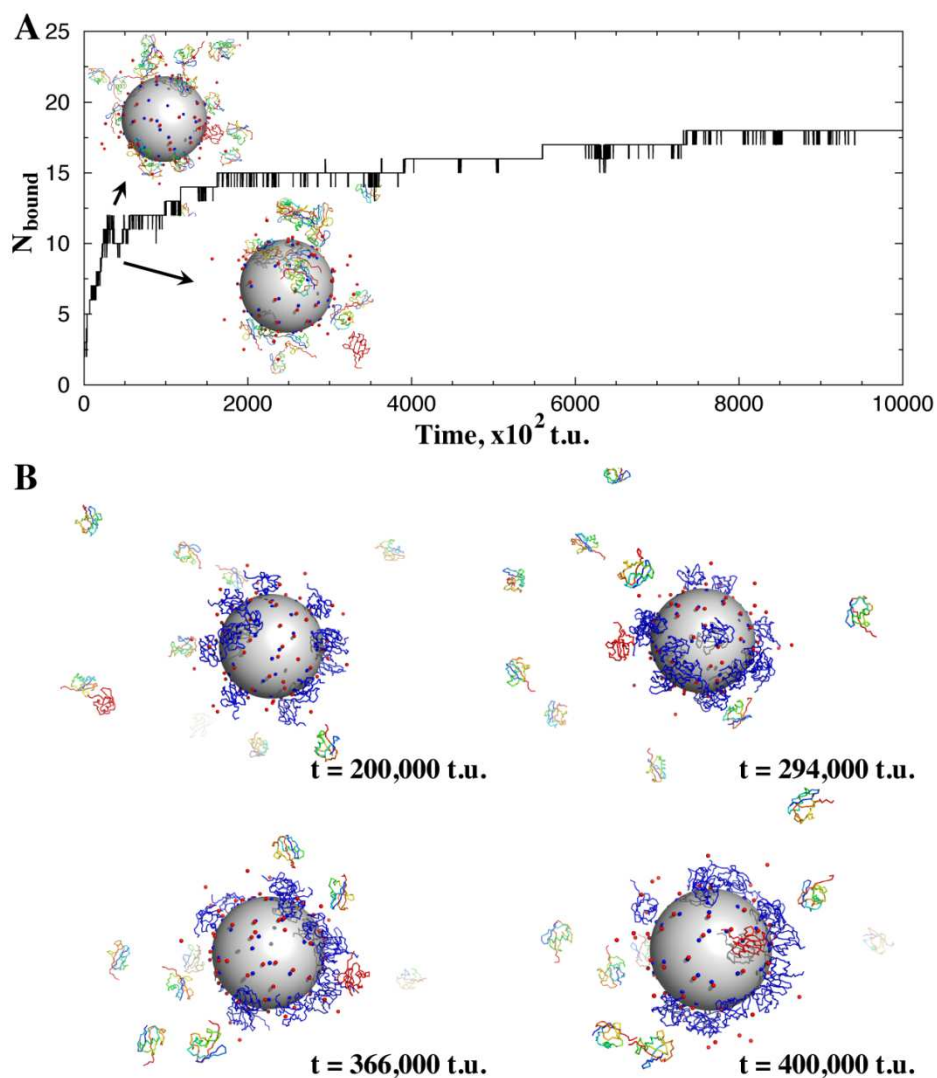 A
25
20
15
10
5
0
N_bound
0 2000 4000 6000 8000 10000
Time, x10² t.u.
B
t = 200,000 t.u.
t = 294,000 t.u.
t = 366,000 t.u.
t = 400,000 t.u.